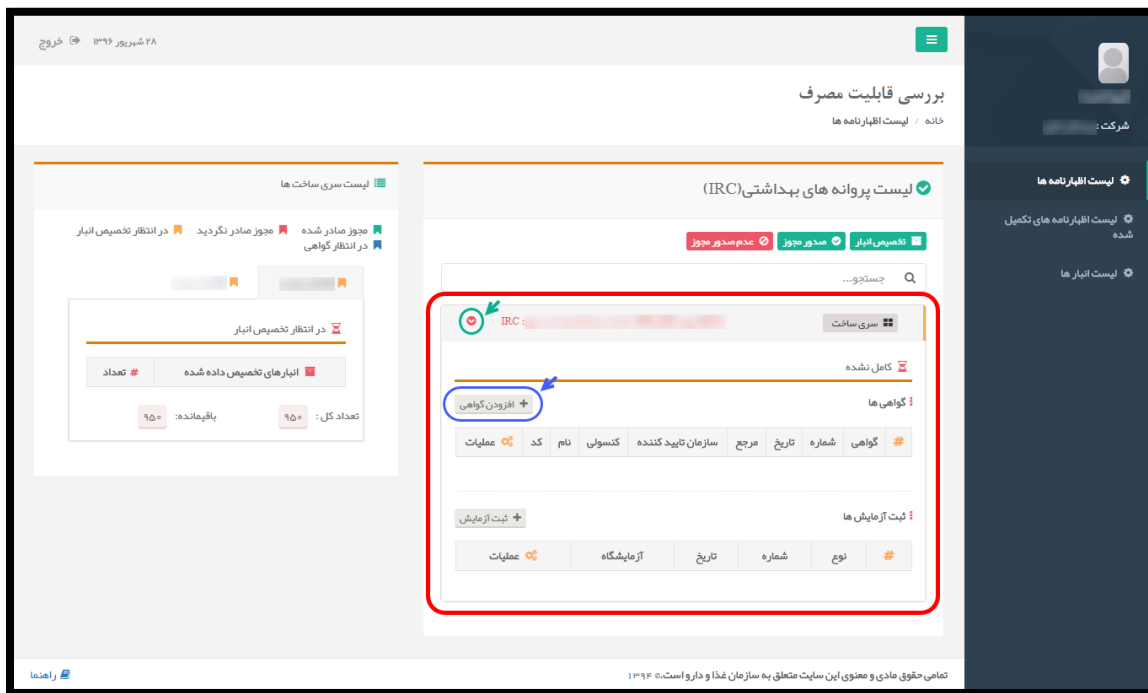 ۲۸ شهریور ۱۳۹۶ خروج
شرکت :
لیست اظهارنامه ها
لیست اظهارنامه های تکمیل
شده
لیست انبار ها
بررسی قابلیت مصرف
خانه / لیست اظهارنامه ها
لیست پروانه های بهداشتی(IRC)
تخصیص انبار صدور مجوز عدم صدور مجوز
جستجو...
سری ساخت IRC :
کامل نشده
گواهی ها + افزودن گواهی
# گواهی شماره تاریخ مرجع سازمان تایید کننده کنسولی نام کد عملیات
ثبت آزمایش ها + ثبت آزمایش
# نوع شماره تاریخ آزمایشگاه عملیات
لیست سری ساخت ها
مجوز صادر شده مجوز صادر نگردید در انتظار تخصیص انبار
در انتظار گواهی
در انتظار تخصیص انبار
انبارهای تخصیص داده شده # تعداد
تعداد کل : ۹۵۰ باقیمانده: ۹۵۰
تمامی حقوق مادی و معنوی این سایت متعلق به سازمان غذا و دارو است.© ۱۳۹۴
راهنما